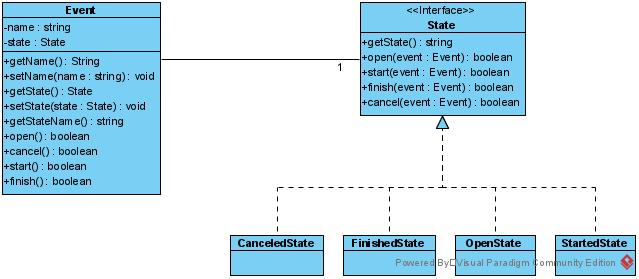 Event
-name : string
-state : State
+getName() : String
+setName(name : string) : void
+getState() : State
+setState(state : State) : void
+getStateName() : string
+open() : boolean
+cancel() : boolean
+start() : boolean
+finish() : boolean
1
<<Interface>>
State
+getState() : string
+open(event : Event) : boolean
+start(event : Event) : boolean
+finish(event : Event) : boolean
+cancel(event : Event) : boolean
CanceledState
FinishedState
OpenState
StartedState
Powered By Visual Paradigm Community Edition